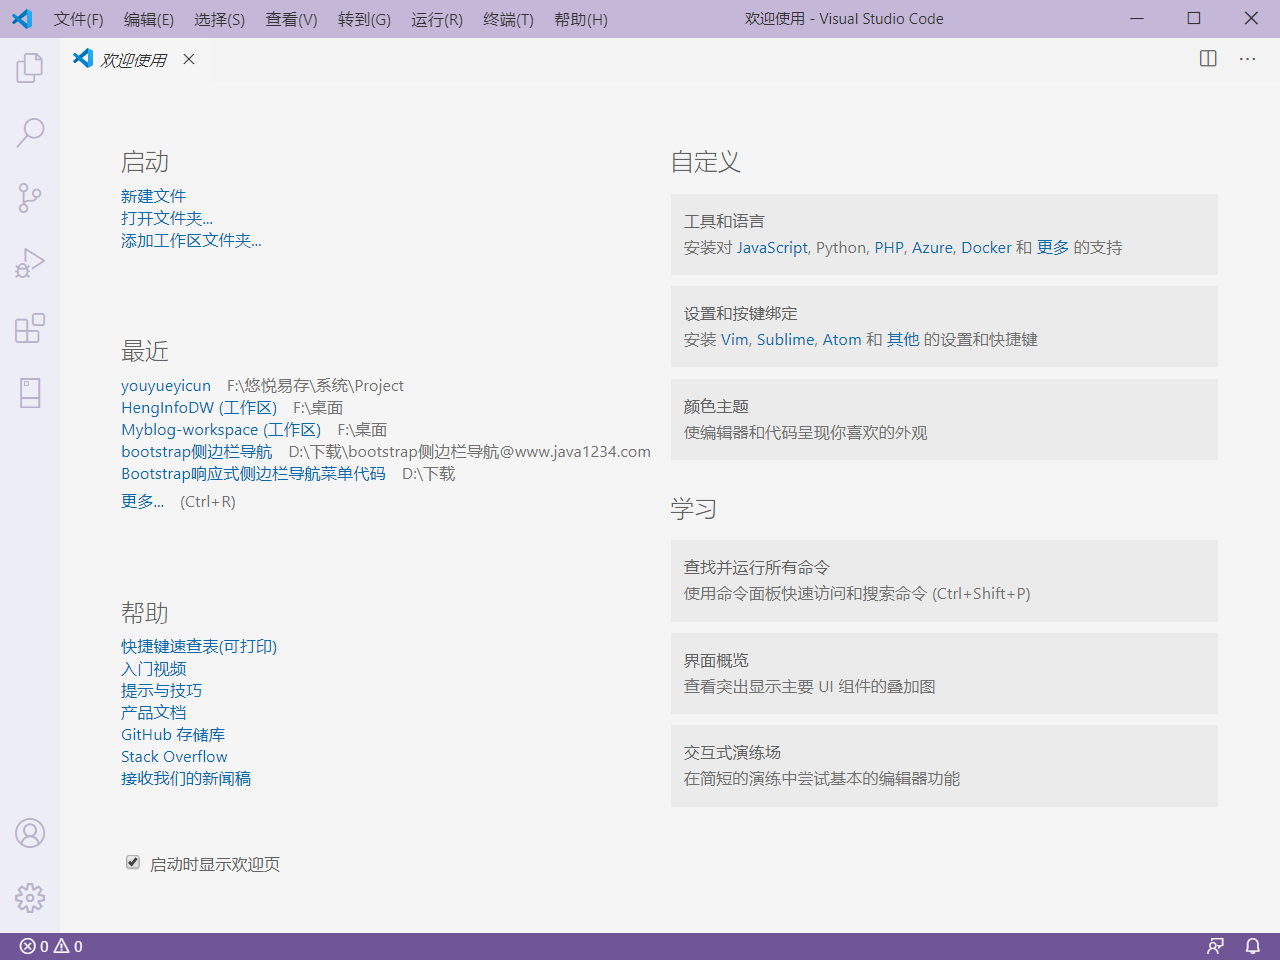 文件(F) 编辑(E) 选择(S) 查看(V) 转到(G) 运行(R) 终端(T) 帮助(H) 欢迎使用 - Visual Studio Code
欢迎使用
启动
新建文件
打开文件夹...
添加工作区文件夹...
最近
youyueyicun F:\悠悦易存\系统\Project
HengInfoDW (工作区) F:\桌面
Myblog-workspace (工作区) F:\桌面
bootstrap侧边栏导航 D:\下载\bootstrap侧边栏导航@www.java1234.com
Bootstrap响应式侧边栏导航菜单代码 D:\下载
更多... (Ctrl+R)
帮助
快捷键速查表(可打印)
入门视频
提示与技巧
产品文档
GitHub 存储库
Stack Overflow
接收我们的新闻稿
启动时显示欢迎页
自定义
工具和语言
安装对 JavaScript, Python, PHP, Azure, Docker 和 更多 的支持
设置和按键绑定
安装 Vim, Sublime, Atom 和 其他 的设置和快捷键
颜色主题
使编辑器和代码呈现你喜欢的外观
学习
查找并运行所有命令
使用命令面板快速访问和搜索命令 (Ctrl+Shift+P)
界面概览
查看突出显示主要 UI 组件的叠加图
交互式演练场
在简短的演练中尝试基本的编辑器功能
0 0